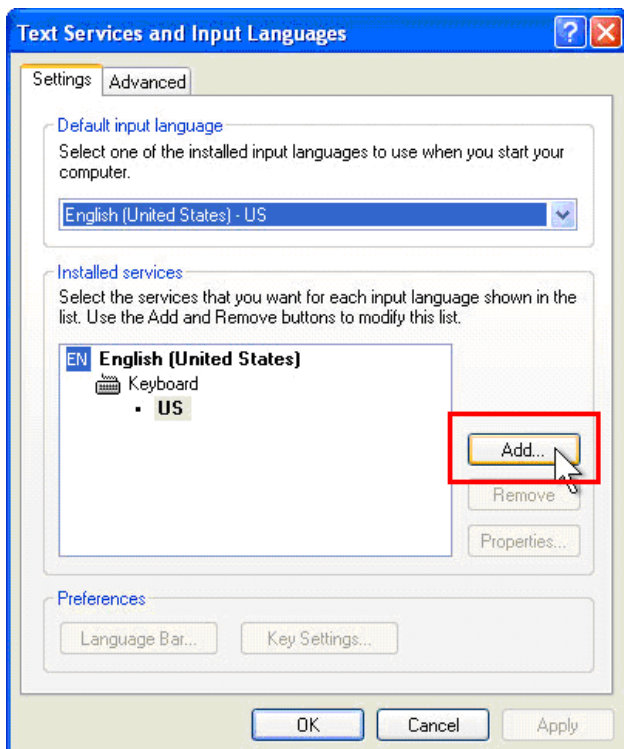 Text Services and Input Languages
Settings
Advanced
Default input language
Select one of the installed input languages to use when you start your
computer.
English (United States) - US
Installed services
Select the services that you want for each input language shown in the
list. Use the Add and Remove buttons to modify this list.
EN English (United States)
Keyboard
• US
Add...
Remove
Properties...
Preferences
Language Bar...
Key Settings...
OK
Cancel
Apply